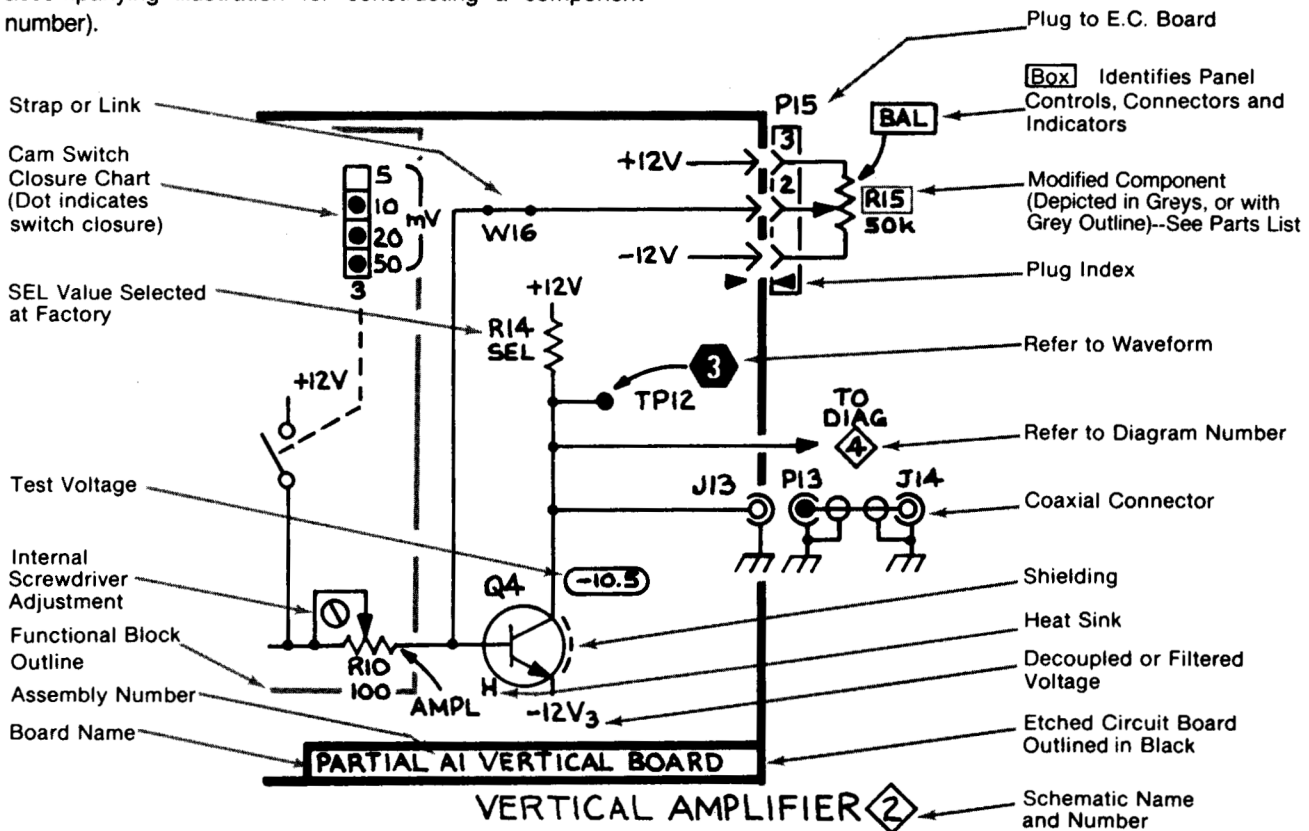 number).
Plug to E.C. Board
Box Identifies Panel
Controls, Connectors and
Indicators
Modified Component
(Depicted in Greys, or with
Grey Outline)--See Parts List
Plug Index
Refer to Waveform
Refer to Diagram Number
Coaxial Connector
Shielding
Heat Sink
Decoupled or Filtered
Voltage
Etched Circuit Board
Outlined in Black
Schematic Name
and Number
Strap or Link
Cam Switch
Closure Chart
(Dot indicates
switch closure)
SEL Value Selected
at Factory
Test Voltage
Internal
Screwdriver
Adjustment
Functional Block
Outline
Assembly Number
Board Name
5
10
20
50
mV
3
+12V
W16
+12V
R14
SEL
P15
3
2
+12V
-12V
BAL
R15
50k
3
TP12
TO
DIAG
4
J13
P13
J14
-10.5
Q4
R10
100
AMPL
H
-12V3
PARTIAL A1 VERTICAL BOARD
VERTICAL AMPLIFIER 2